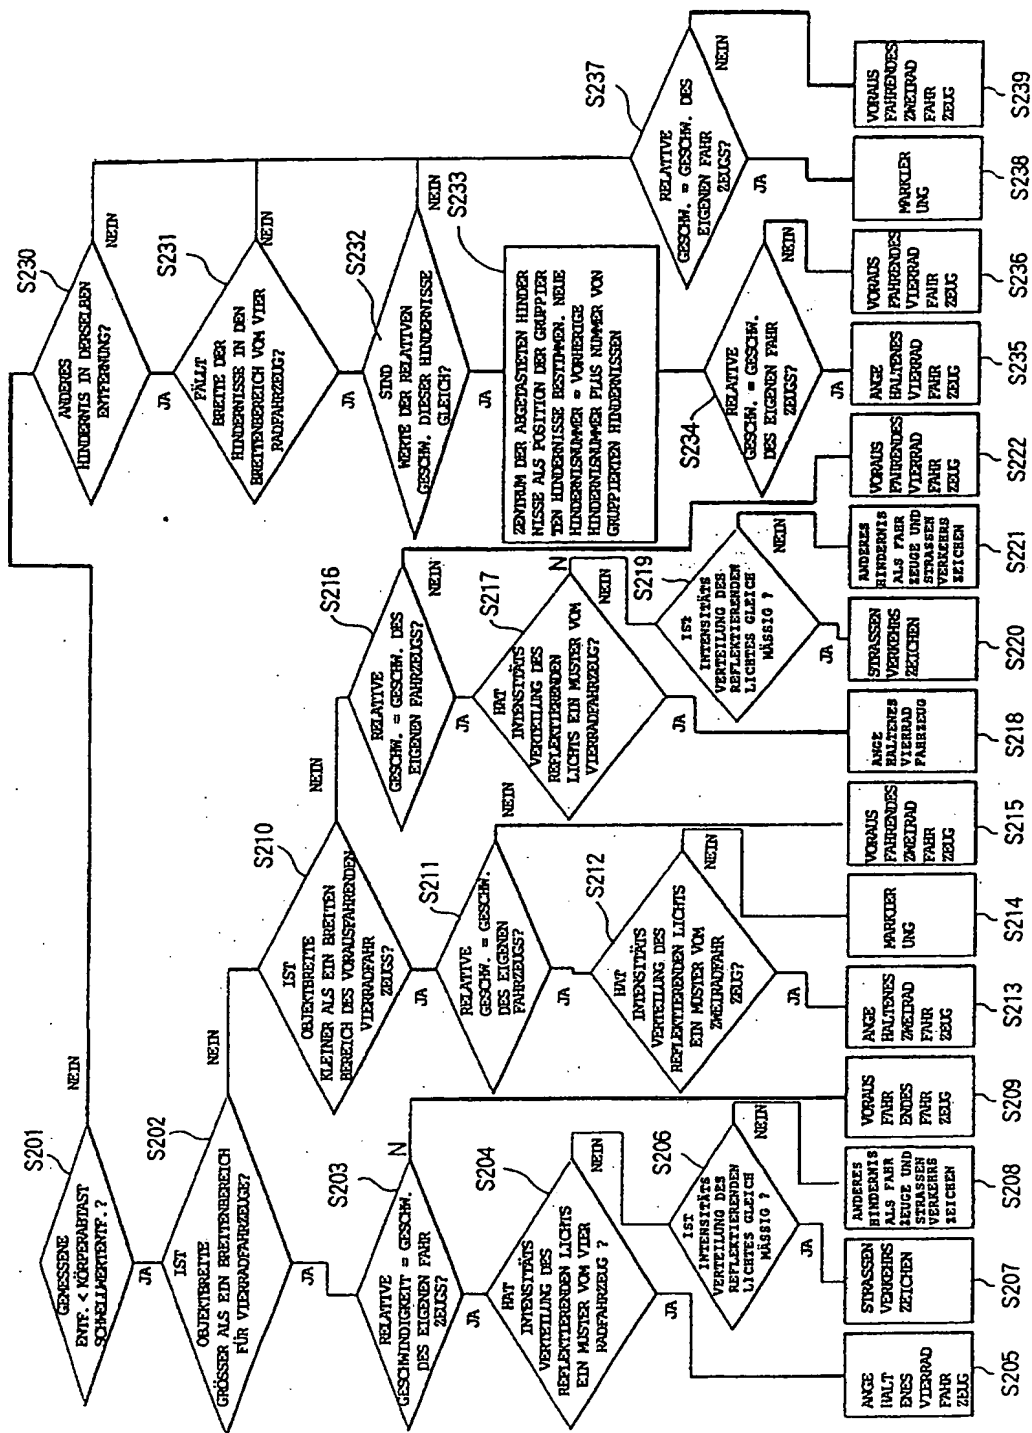 S201
GEMESSENE
ENTF. < KÖRPERABTAST
SCHNELLWERTENTF. ?
NEIN
JA
S202
IST
OBJEKTBREITE
GRÖSSER ALS EIN BREITENBEREICH
FÜR VIERRADFAHRZEUGE?
NEIN
JA
S203
RELATIVE
GESCHWINDIGKEIT = GESCHW.
DES EIGENEN FAHR
ZEUGS?
N
JA
S204
HAT
INTENSITÄTS
VERTEILUNG DES
REFLEKTIERENDEN LICHTS
EIN MUSTER VOM VIER
RADFAHRZEUG ?
NEIN
JA
S206
IST
INTENSITÄTS
VERTEILUNG DES
REFLEKTIERENDEN
LICHTES GLEICH
MÄSSIG ?
NEIN
JA
ANGE
HALT
ENES
VIERRAD
FAHR
ZEUG
S205
STRASSEN
VERKEHRS
ZEICHEN
S207
ANDERES
HINDERNIS
ALS FAHR
ZEUGE UND
STRASSEN
VERKEHRS
ZEICHEN
S208
VORAUS
FAHR
ENDES
FAHR
ZEUG
S209
S210
IST
OBJEKTBREITE
KLEINER ALS EIN BREITEN
BEREICH DES VORAUSFAHRENDEN
VIERRADFAHR
ZEUGS?
NEIN
JA
S211
RELATIVE
GESCHW. = GESCHW.
DES EIGENEN
FAHRZEUGS?
NEIN
JA
S212
HAT
INTENSITÄTS
VERTEILUNG DES
REFLEKTIERENDEN LICHTS
EIN MUSTER VOM
ZWEIRADFAHR
ZEUG?
NEIN
JA
ANGE
HALTENES
ZWEIRAD
FAHR
ZEUG
S213
MARKIER
UNG
S214
VORAUS
FAHRENDES
ZWEIRAD
FAHR
ZEUG
S215
S216
RELATIVE
GESCHW. = GESCHW. DES
EIGENEN FAHRZEUGS?
NEIN
JA
S217
HAT
INTENSITÄTS
VERTEILUNG DES
REFLEKTIERENDEN
LICHTS EIN MUSTER VOM
VIERRADFAHRZEUG?
N
NEIN
JA
S219
IST
INTENSITÄTS
VERTEILUNG DES
REFLEKTIERENDEN
LICHTES GLEICH
MÄSSIG ?
NEIN
JA
ANGE
HALTENES
VIERRAD
FAHRZEUG
S218
STRASSEN
VERKEHRS
ZEICHEN
S220
ANDERES
HINDERNIS
ALS FAHR
ZEUGE UND
STRASSEN
VERKEHRS
ZEICHEN
S221
VORAUS
FAHRENDES
VIERRAD
FAHR
ZEUG
S222
S230
ANDERES
HINDERNIS IN DERSELBEN
ENTFERNUNG?
NEIN
JA
S231
FÄLLT
BREITE DER
HINDERNISSE IN DEN
BREITENBEREICH VOM VIER
RADFAHRZEUG?
NEIN
JA
S232
SIND
WERTE DER RELATIVEN
GESCHW. DIESER HINDERNISSE
GLEICH?
NEIN
JA
S233
ZENTRUM DER ABGETASTETEN HINDER
NISSE ALS POSITION DER GRUPPIER
TEN HINDERNISSE BESTIMMEN. NEUE
HINDERNISNUMMER = VORHERIGE
HINDERNISNUMMER PLUS NUMMER VON
GRUPPIERTEN HINDERNISSEN
S234
RELATIVE
GESCHW. = GESCHW.
DES EIGENEN FAHR
ZEUGS?
NEIN
JA
ANGE
HALTENES
VIERRAD
FAHR
ZEUG
S235
VORAUS
FAHRENDES
VIERRAD
FAHR
ZEUG
S236
S237
RELATIVE
GESCHW. = GESCHW. DES
EIGENEN FAHR
ZEUGS?
NEIN
JA
MARKIER
UNG
S238
VORAUS
FAHRENDES
ZWEIRAD
FAHR
ZEUG
S239